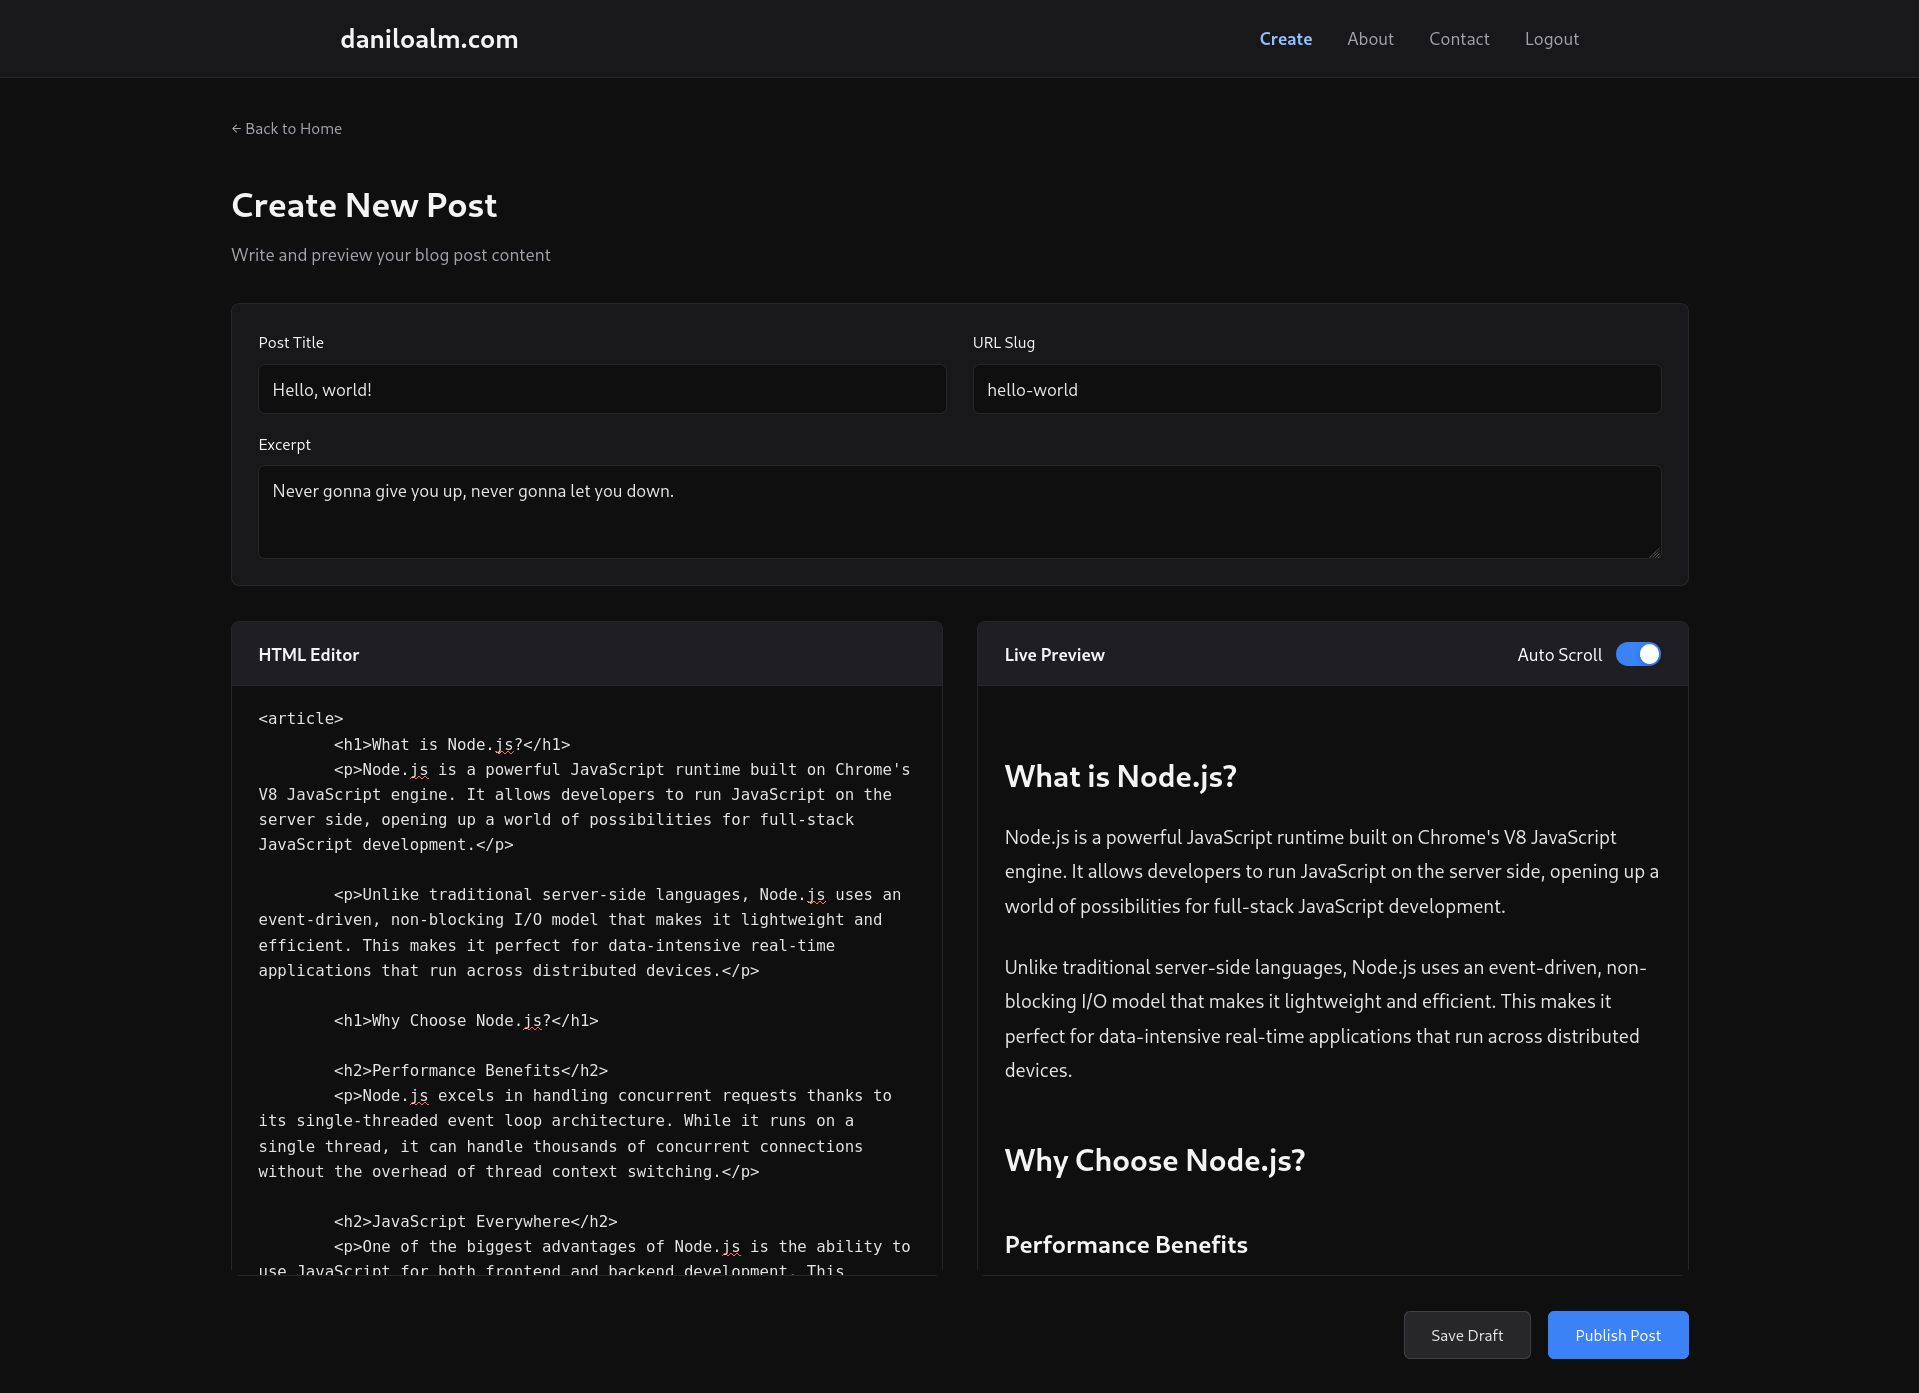 daniloalm.com
Create
About
Contact
Logout
← Back to Home
Create New Post
Write and preview your blog post content
Post Title
URL Slug
Hello, world!
hello-world
Excerpt
Never gonna give you up, never gonna let you down.
HTML Editor
<article>
<h1>What is Node.js?</h1>
<p>Node.js is a powerful JavaScript runtime built on Chrome's
V8 JavaScript engine. It allows developers to run JavaScript on the
server side, opening up a world of possibilities for full-stack
JavaScript development.</p>
<p>Unlike traditional server-side languages, Node.js uses an
event-driven, non-blocking I/O model that makes it lightweight and
efficient. This makes it perfect for data-intensive real-time
applications that run across distributed devices.</p>
<h1>Why Choose Node.js?</h1>
<h2>Performance Benefits</h2>
<p>Node.js excels in handling concurrent requests thanks to
its single-threaded event loop architecture. While it runs on a
single thread, it can handle thousands of concurrent connections
without the overhead of thread context switching.</p>
<h2>JavaScript Everywhere</h2>
<p>One of the biggest advantages of Node.js is the ability to
use JavaScript for both frontend and backend development. This
Live Preview
Auto Scroll
What is Node.js?
Node.js is a powerful JavaScript runtime built on Chrome's V8 JavaScript
engine. It allows developers to run JavaScript on the server side, opening up a
world of possibilities for full-stack JavaScript development.
Unlike traditional server-side languages, Node.js uses an event-driven, non-
blocking I/O model that makes it lightweight and efficient. This makes it
perfect for data-intensive real-time applications that run across distributed
devices.
Why Choose Node.js?
Performance Benefits
Save Draft
Publish Post